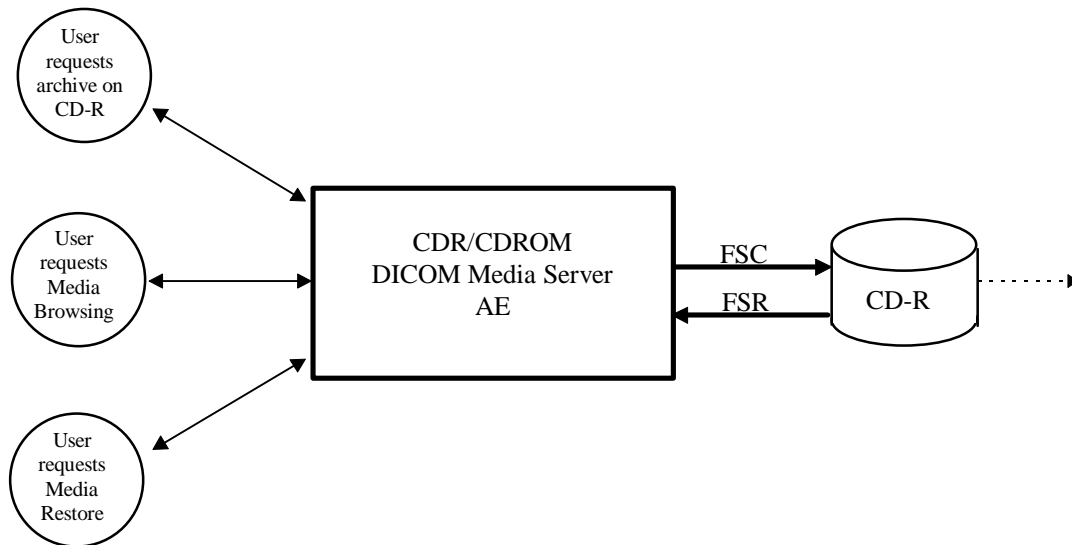 User
requests
archive on
CD-R
User
requests
Media
Browsing
User
requests
Media
Restore
CDR/CDROM
DICOM Media Server
AE
FSC
FSR
CD-R